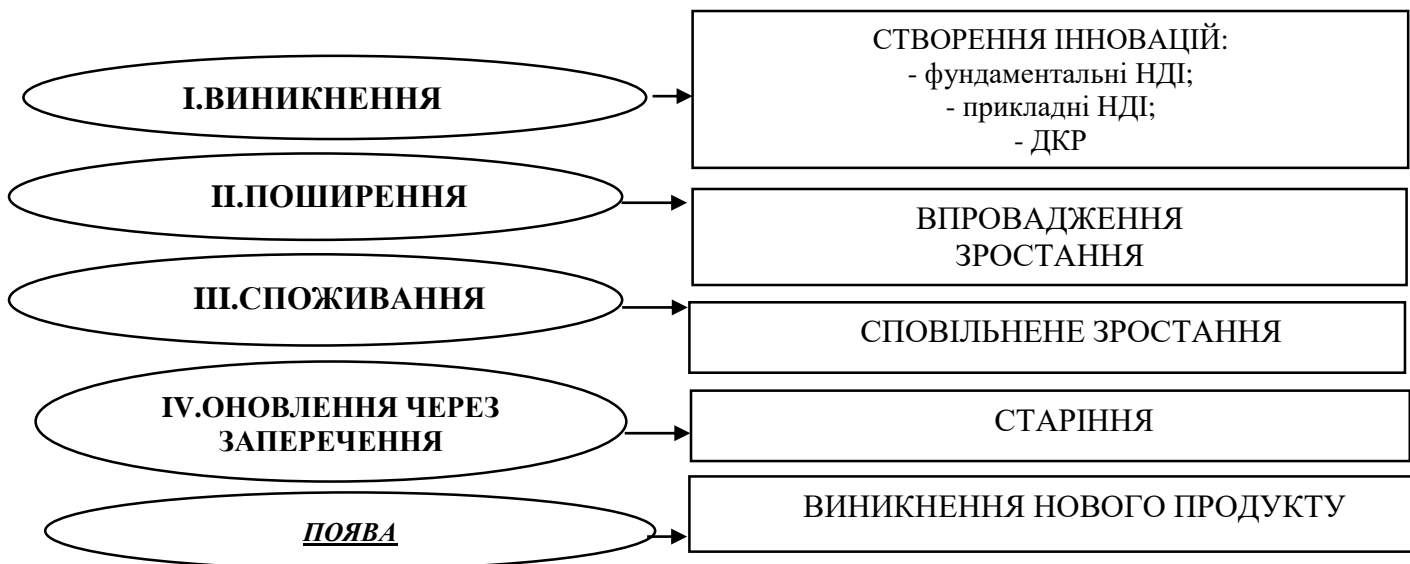 І.ВИНИКНЕННЯ
СТВОРЕННЯ ІННОВАЦІЙ:
- фундаментальні НДІ;
- прикладні НДІ;
- ДКР
ІІ.ПОШИРЕННЯ
ВПРОВАДЖЕННЯ
ЗРОСТАННЯ
ІІІ.СПОЖИВАННЯ
СПОВІЛЬНЕНЕ ЗРОСТАННЯ
IV.ОНОВЛЕННЯ ЧЕРЕЗ
ЗАПЕРЕЧЕННЯ
СТАРІННЯ
ПОЯВА
ВИНИКНЕННЯ НОВОГО ПРОДУКТУ